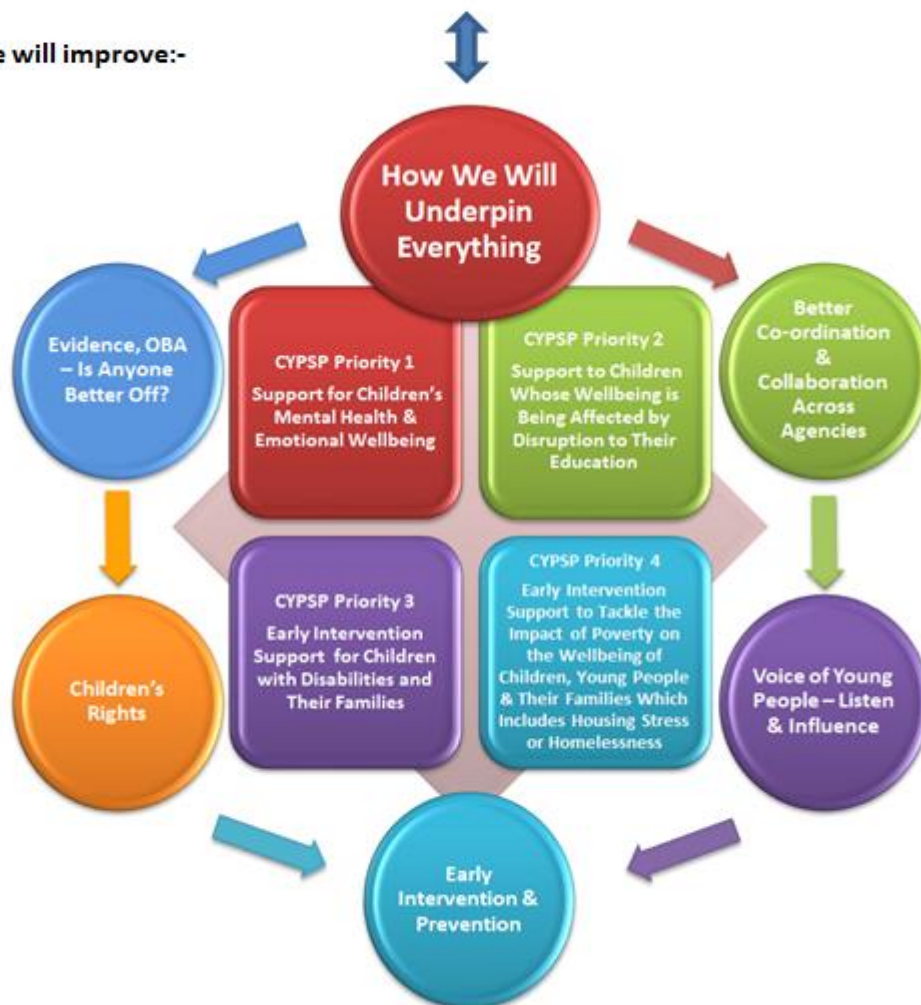 e will improve:-
How We Will
Underpin
Everything
Evidence, OBA
– Is Anyone
Better Off?
CYPSP Priority 1
Support for Children's
Mental Health &
Emotional Wellbeing
CYPSP Priority 2
Support to Children
Whose Wellbeing is
Being Affected by
Disruption to Their
Education
Better
Co-ordination
&
Collaboration
Across
Agencies
Children's
Rights
CYPSP Priority 3
Early Intervention
Support for Children
with Disabilities and
Their Families
CYPSP Priority 4
Early Intervention
Support to Tackle the
Impact of Poverty on
the Wellbeing of
Children, Young People
& Their Families Which
Includes Housing Stress
or Homelessness
Voice of Young
People – Listen
& Influence
Early
Intervention &
Prevention